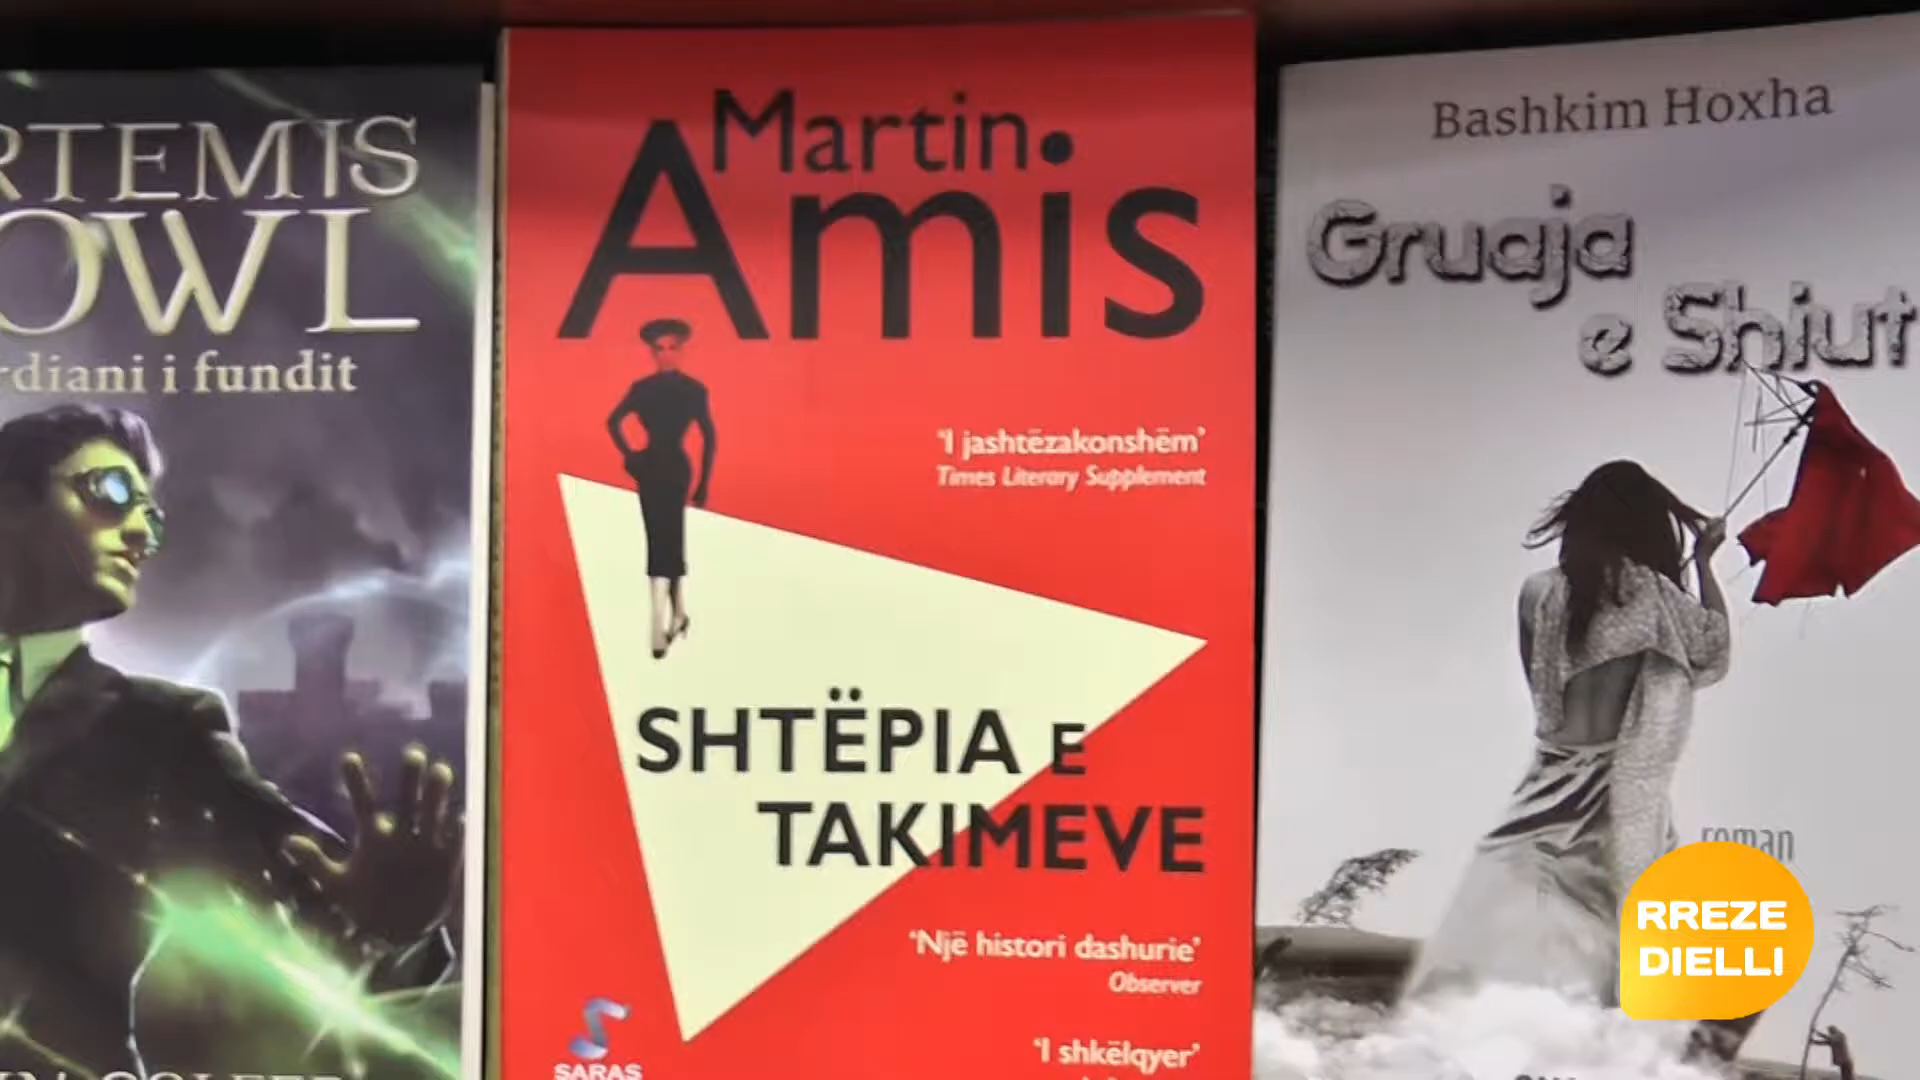 RTEMIS
OWL
rdiani i fundit
Martin
Amis
'I jashtëzakonshëm'
Times Literary Supplement
SHTËPIA E
TAKIMEVE
'Një histori dashurie'
Observer
'I shkëlqyer'
SARAS
Bashkim Hoxha
Gruaja
e Shiut
roman
RREZE
DIELLI